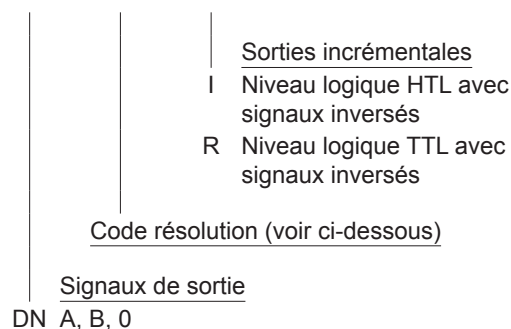 Sorties incrémentales
I Niveau logique HTL avec
signaux inversés
R Niveau logique TTL avec
signaux inversés
Code résolution (voir ci-dessous)
Signaux de sortie
DN A, B, 0